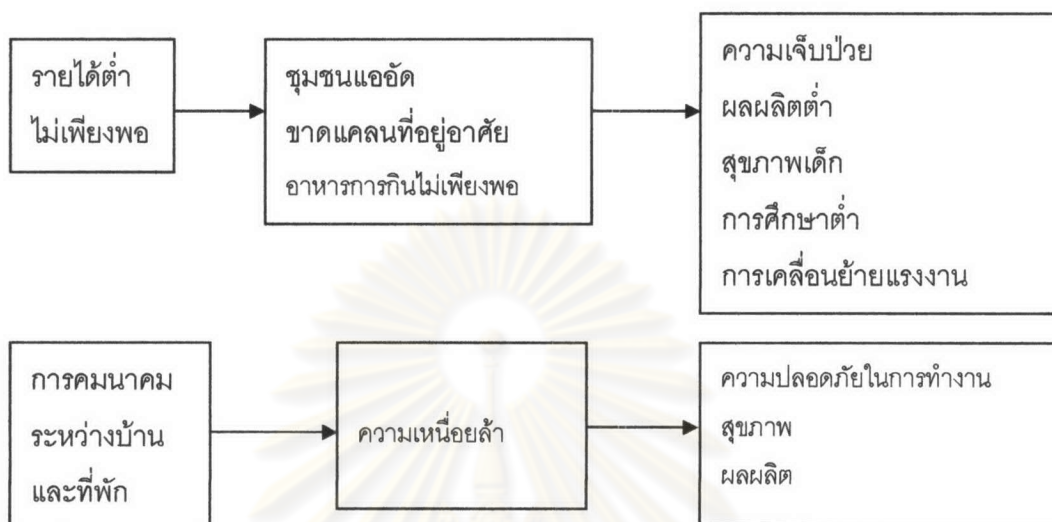 รายได้ต่ำ
ไม่เพียงพอ
ชุมชนแออัด
ขาดแคลนที่อยู่อาศัย
อาหารการกินไม่เพียงพอ
ความเจ็บป่วย
ผลผลิตต่ำ
สุขภาพเด็ก
การศึกษาต่ำ
การเคลื่อนย้ายแรงงาน
การคมนาคม
ระหว่างบ้าน
และที่พัก
ความเหนื่อยล้า
ความปลอดภัยในการทำงาน
สุขภาพ
ผลผลิต